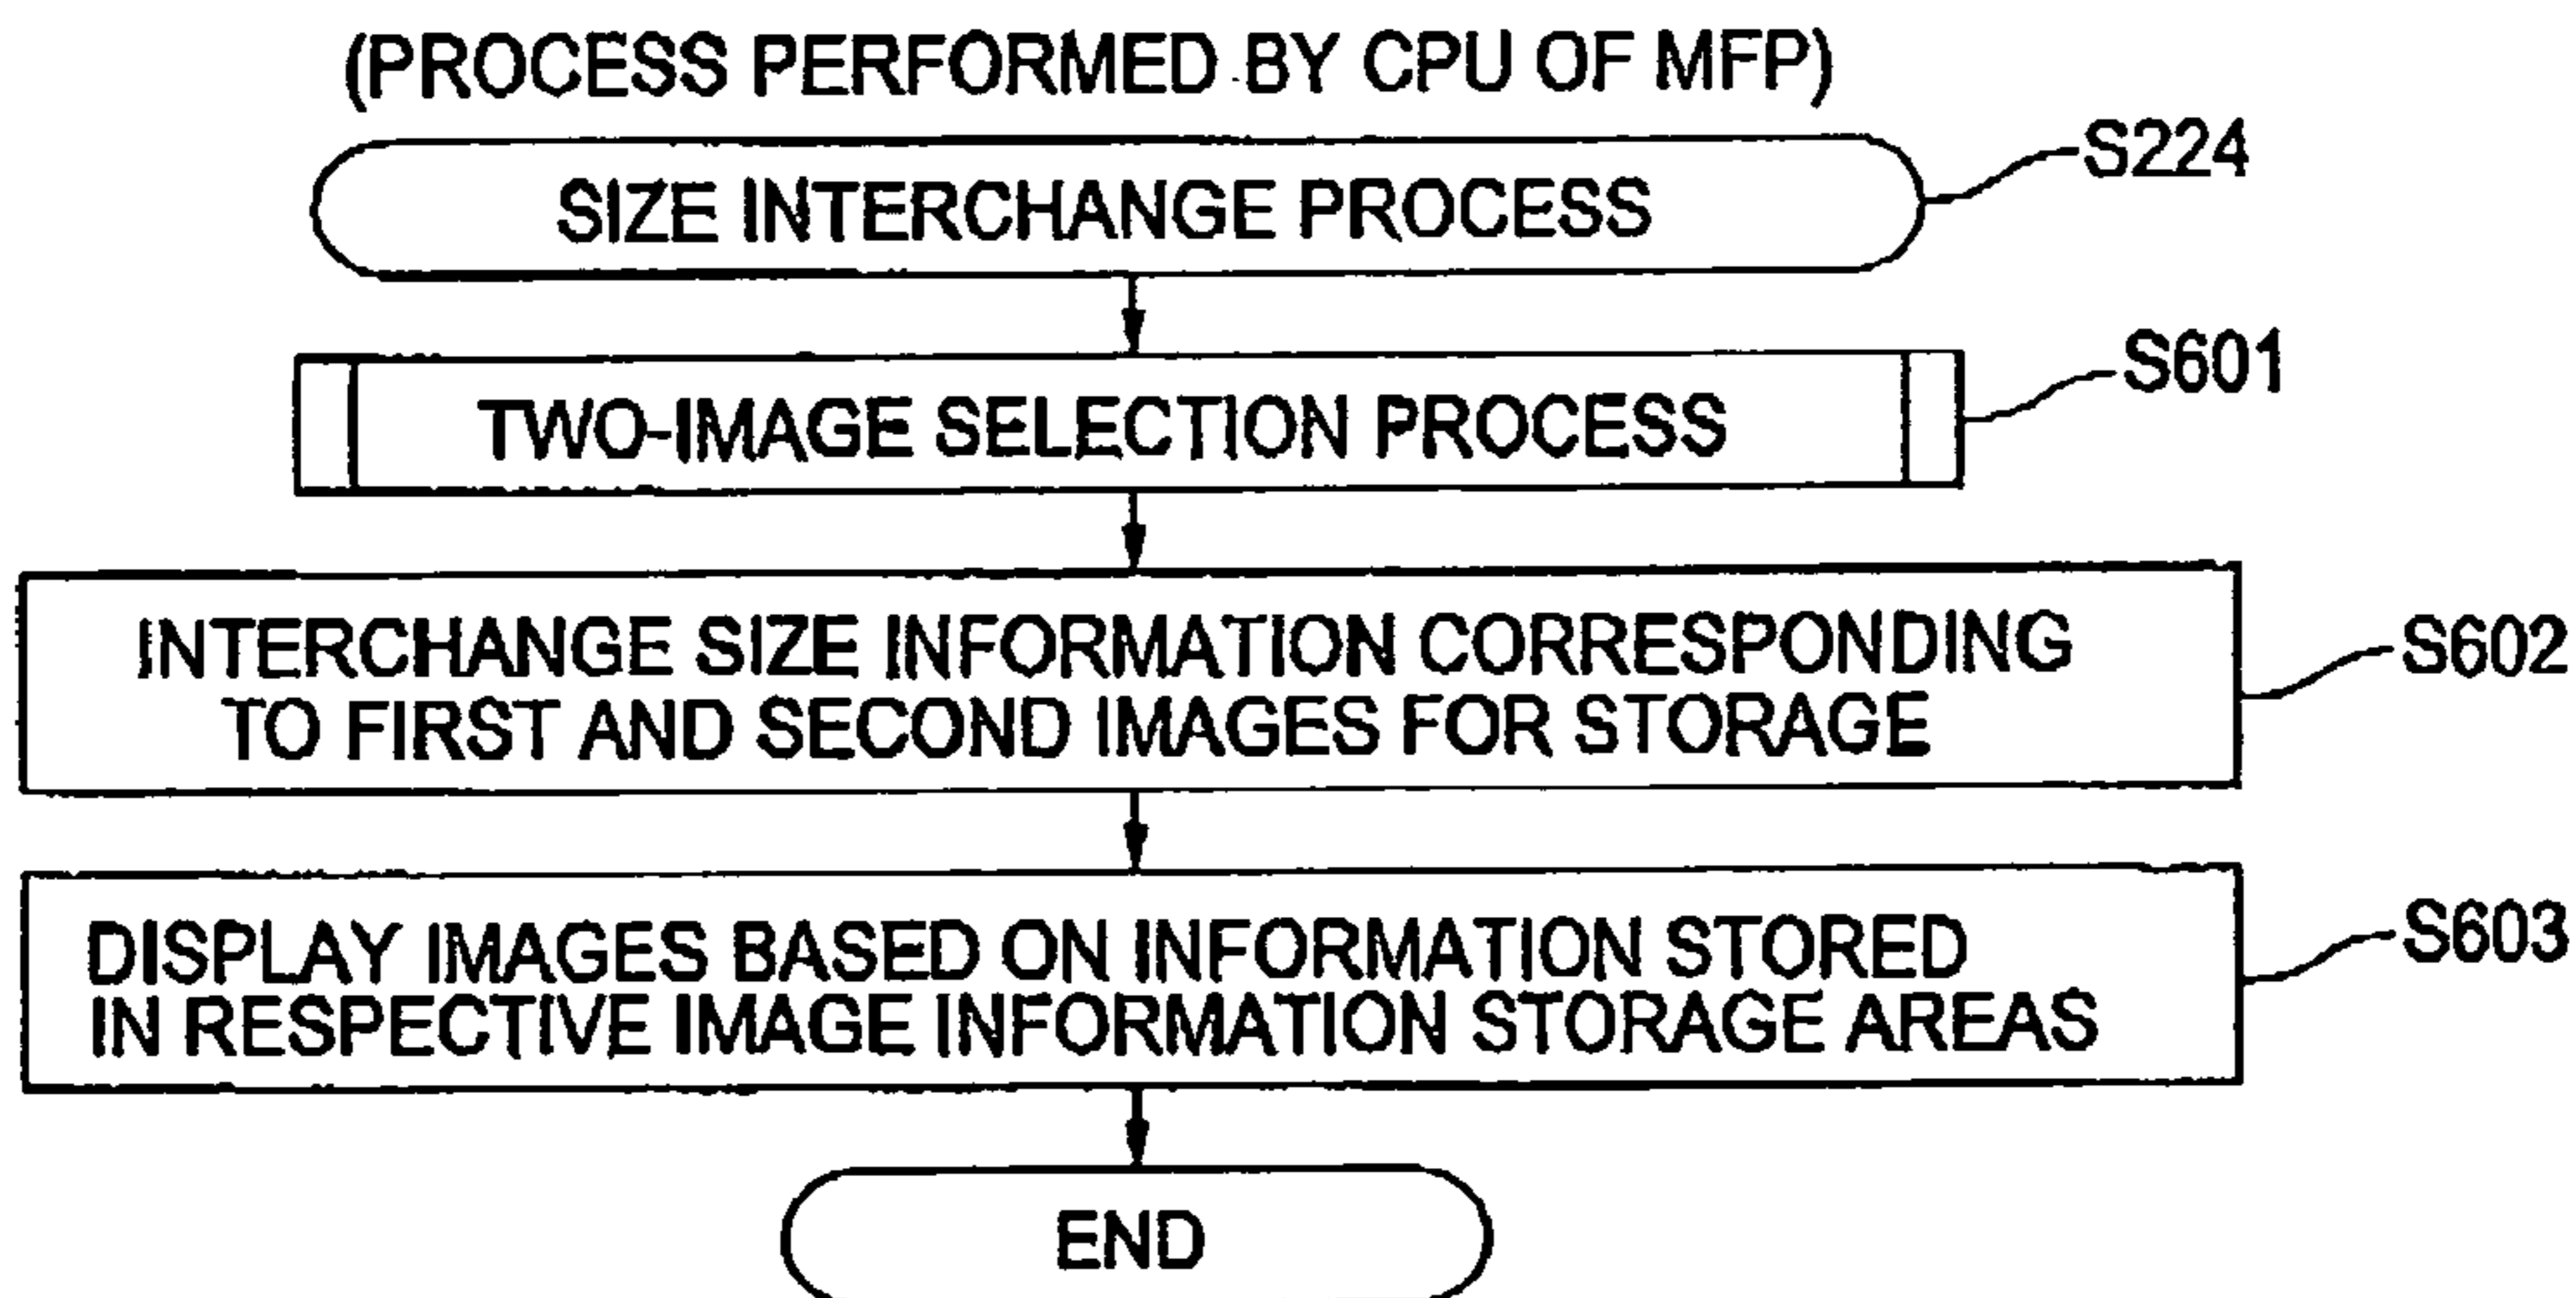 (PROCESS PERFORMED BY CPU OF MFP)
S224
SIZE INTERCHANGE PROCESS
S601
TWO-IMAGE SELECTION PROCESS
INTERCHANGE SIZE INFORMATION CORRESPONDING
TO FIRST AND SECOND IMAGES FOR STORAGE
S602
DISPLAY IMAGES BASED ON INFORMATION STORED
IN RESPECTIVE IMAGE INFORMATION STORAGE AREAS
S603
END